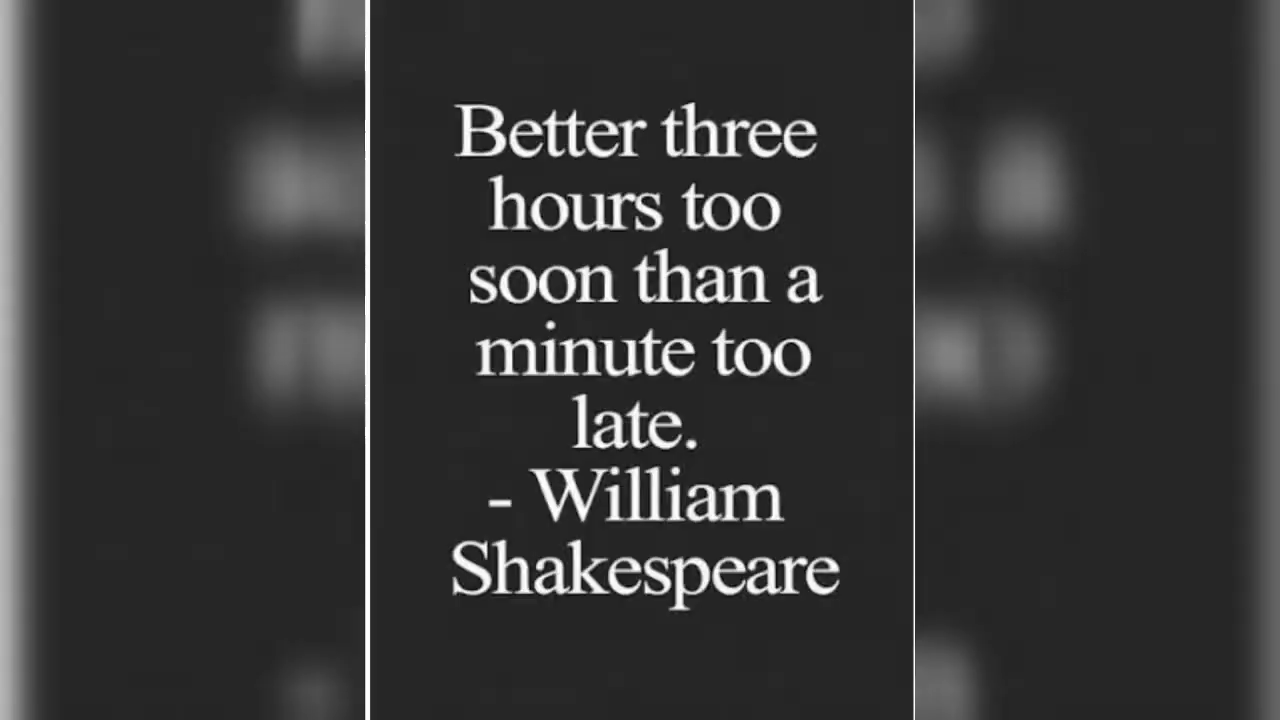 Better three
hours too
soon than a
minute too
late.
- William
Shakespeare